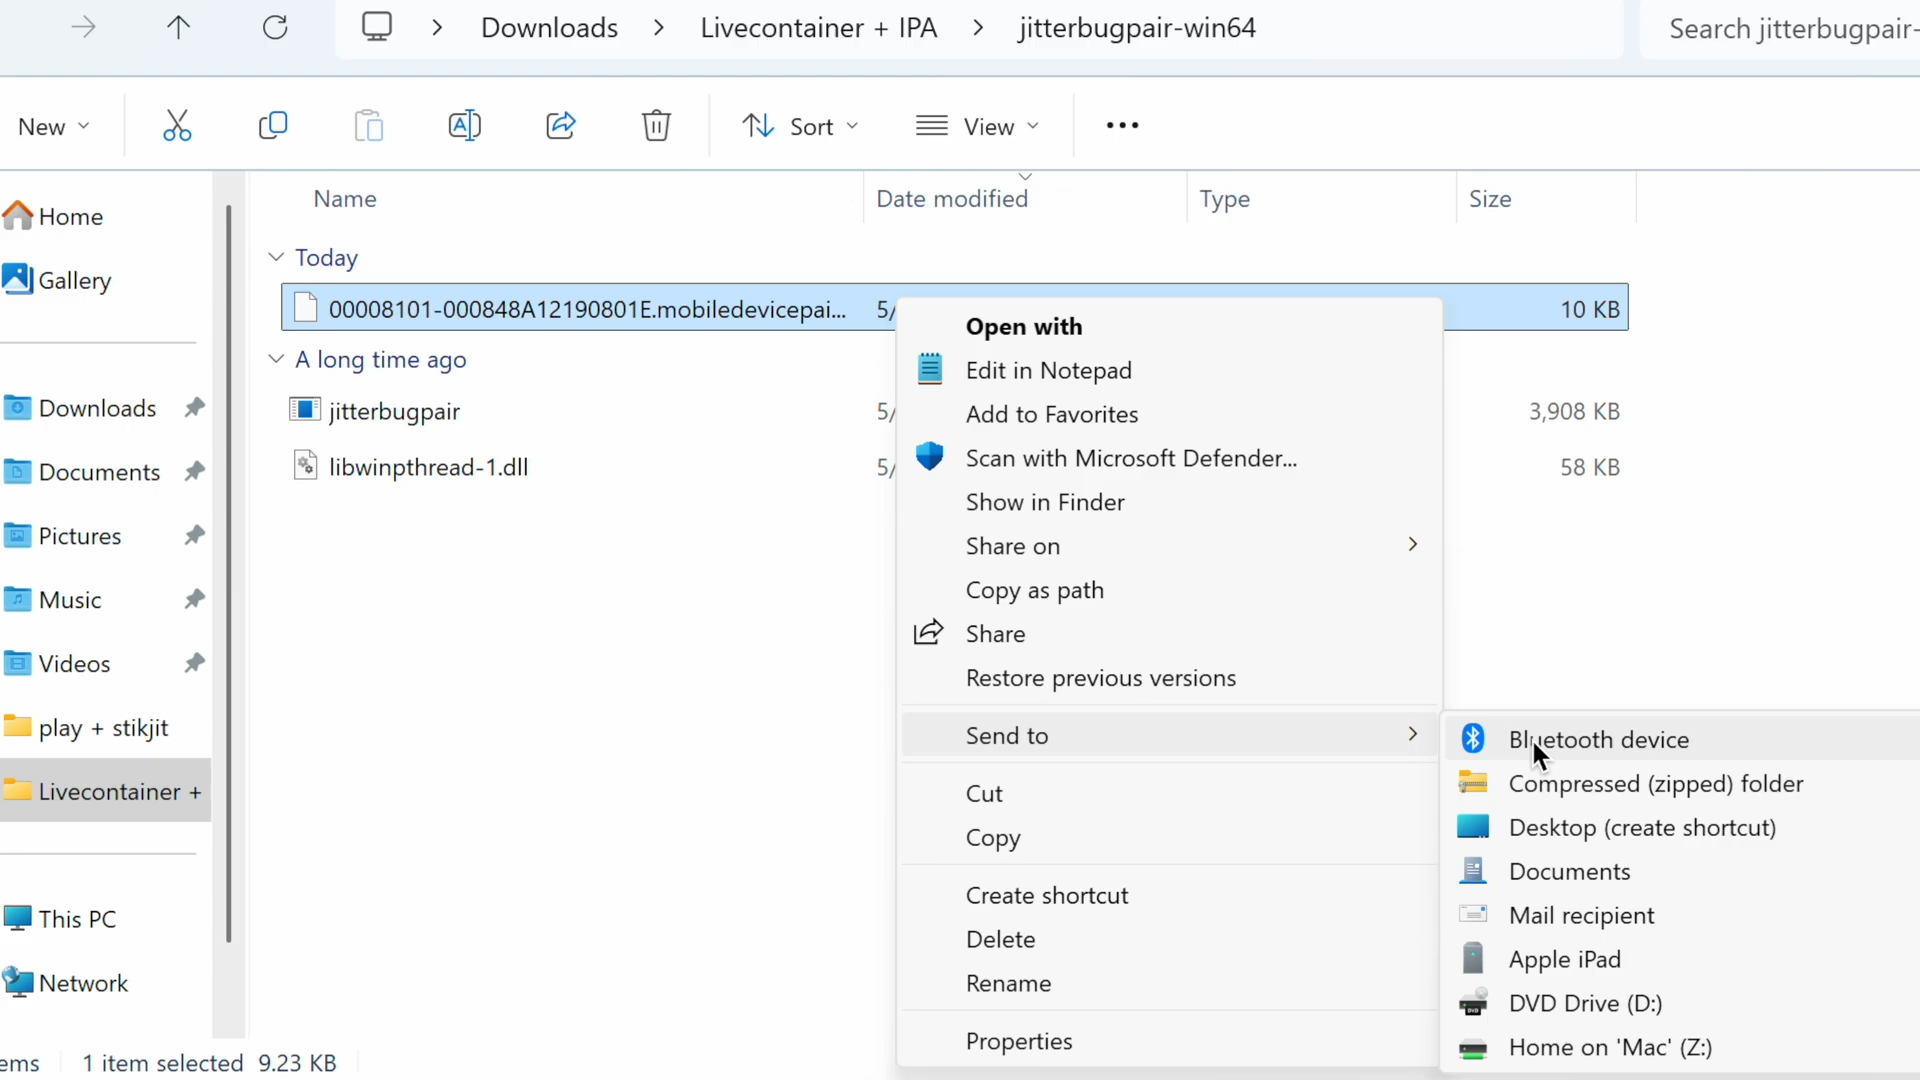 Downloads > Livecontainer + IPA > jitterbugpair-win64
Search jitterbugpair-
New
Sort
View
Name
Date modified
Type
Size
Home
Gallery
Downloads
Documents
Pictures
Music
Videos
play + stikjit
Livecontainer +
This PC
Network
Today
00008101-000848A12190801E.mobiledevicepai... 5/ 10 KB
A long time ago
jitterbugpair 5/ 3,908 KB
libwinpthread-1.dll 5/ 58 KB
Open with
Edit in Notepad
Add to Favorites
Scan with Microsoft Defender...
Show in Finder
Share on
Copy as path
Share
Restore previous versions
Send to
Cut
Copy
Create shortcut
Delete
Rename
Properties
Bluetooth device
Compressed (zipped) folder
Desktop (create shortcut)
Documents
Mail recipient
Apple iPad
DVD Drive (D:)
Home on 'Mac' (Z:)
ems 1 item selected 9.23 KB